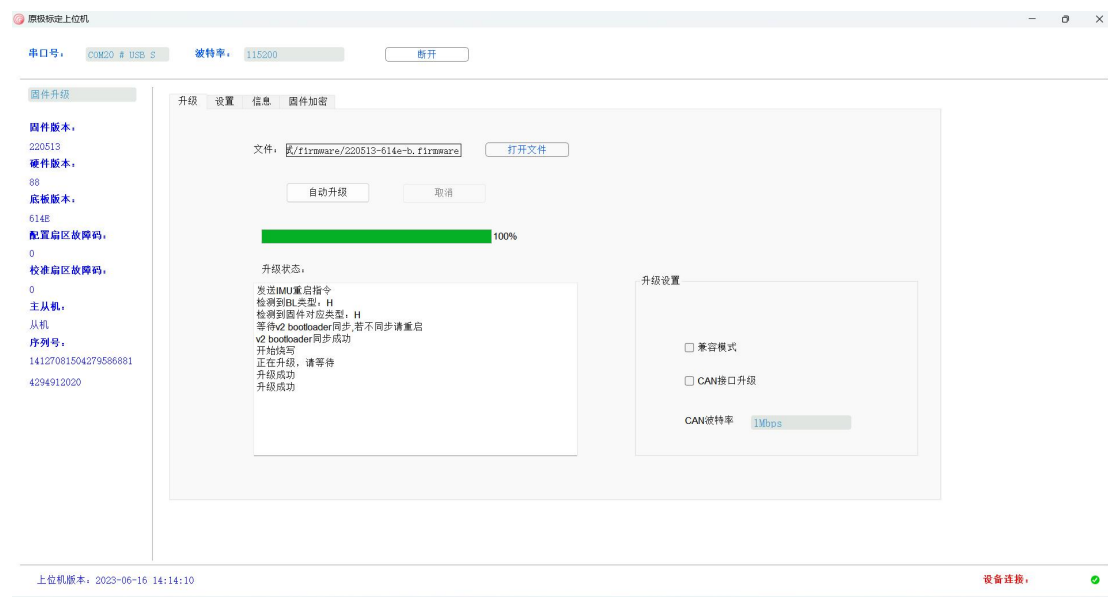 原极标定上位机
串口号： COM20 # USB S 波特率： 115200 断开
固件升级
升级 设置 信息 固件加密
固件版本：
220513
硬件版本：
88
底板版本：
614E
配置扇区故障码：
0
校准扇区故障码：
0
主从机：
从机
序列号：
14127081504279586881
4294912020
文件： 式/firmware/220513-614e-b.firmware 打开文件
自动升级 取消
100%
升级状态：
发送IMU重启指令
检测到BL类型：H
检测到固件对应类型：H
等待v2 bootloader同步,若不同步请重启
v2 bootloader同步成功
开始烧写
正在升级，请等待
升级成功
升级成功
升级设置
兼容模式
CAN接口升级
CAN波特率 1Mbps
上位机版本：2023-06-16 14:14:10
设备连接：